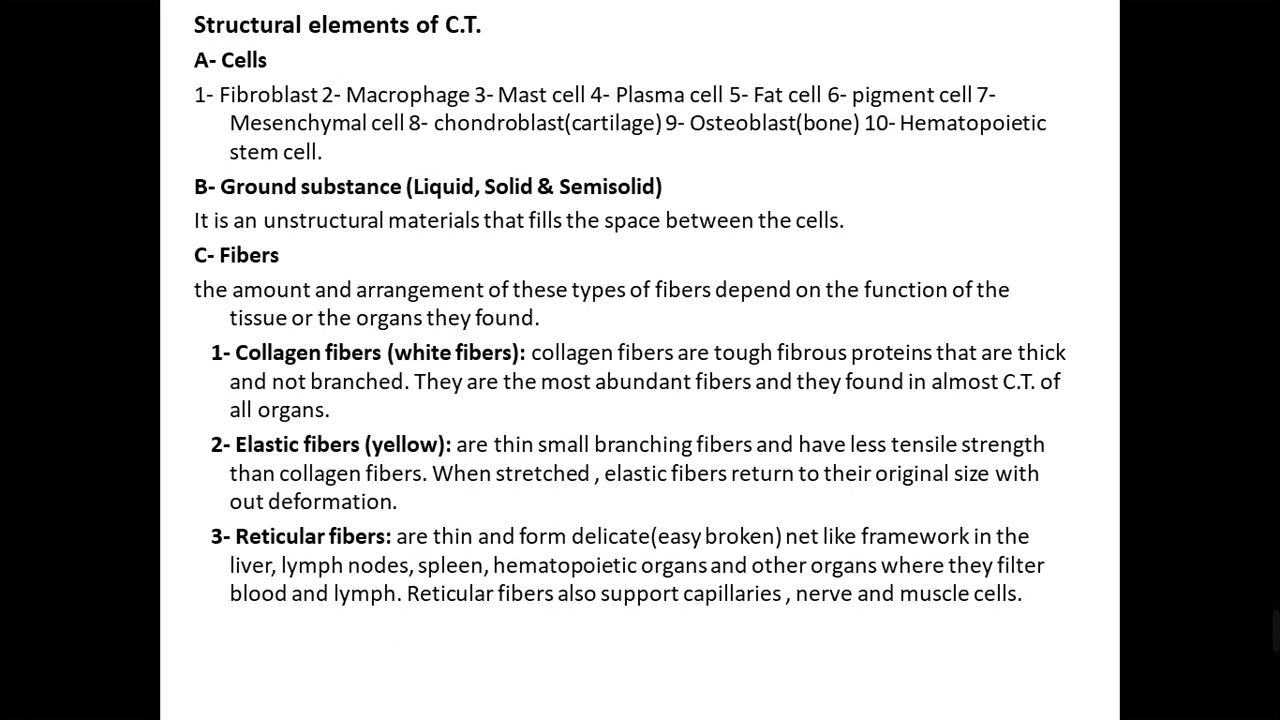 Structural elements of C.T.
A- Cells
1- Fibroblast 2- Macrophage 3- Mast cell 4- Plasma cell 5- Fat cell 6- pigment cell 7-
Mesenchymal cell 8- chondroblast(cartilage) 9- Osteoblast(bone) 10- Hematopoietic
stem cell.
B- Ground substance (Liquid, Solid & Semisolid)
It is an unstructural materials that fills the space between the cells.
C- Fibers
the amount and arrangement of these types of fibers depend on the function of the
tissue or the organs they found.
1- Collagen fibers (white fibers): collagen fibers are tough fibrous proteins that are thick
and not branched. They are the most abundant fibers and they found in almost C.T. of
all organs.
2- Elastic fibers (yellow): are thin small branching fibers and have less tensile strength
than collagen fibers. When stretched , elastic fibers return to their original size with
out deformation.
3- Reticular fibers: are thin and form delicate(easy broken) net like framework in the
liver, lymph nodes, spleen, hematopoietic organs and other organs where they filter
blood and lymph. Reticular fibers also support capillaries , nerve and muscle cells.